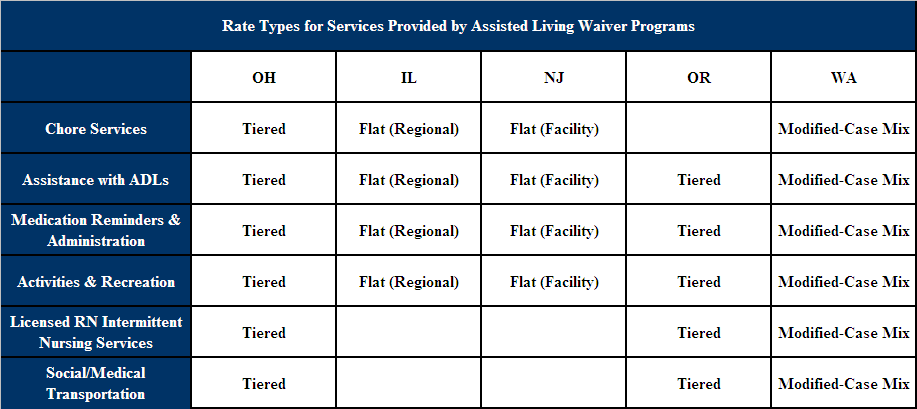 Rate Types for Services Provided by Assisted Living Waiver Programs
OH IL NJ OR WA
Chore Services Tiered Flat (Regional) Flat (Facility) Modified-Case Mix
Assistance with ADLs Tiered Flat (Regional) Flat (Facility) Tiered Modified-Case Mix
Medication Reminders &
Administration Tiered Flat (Regional) Flat (Facility) Tiered Modified-Case Mix
Activities & Recreation Tiered Flat (Regional) Flat (Facility) Tiered Modified-Case Mix
Licensed RN Intermittent
Nursing Services Tiered Tiered Modified-Case Mix
Social/Medical
Transportation Tiered Tiered Modified-Case Mix